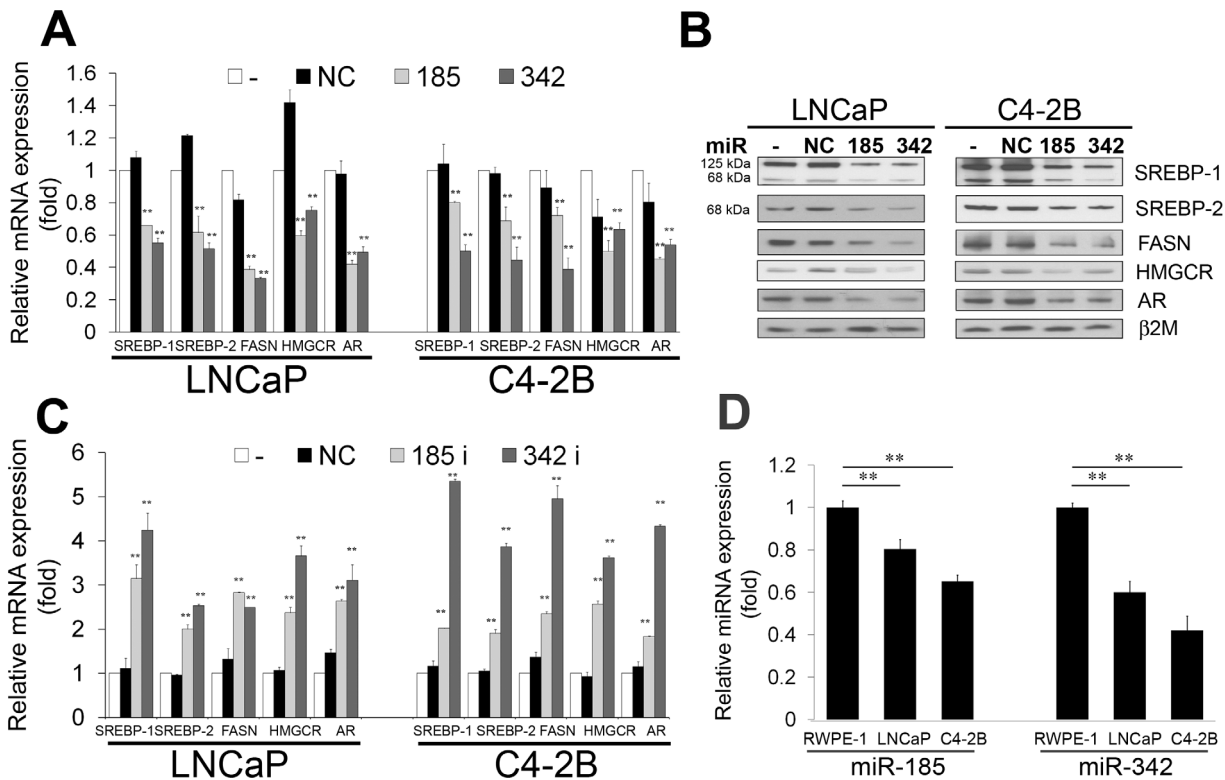 A
Relative mRNA expression
(fold)
1.6
1.4
1.2
1
0.8
0.6
0.4
0.2
0
- NC 185 342
** ** ** ** ** ** ** ** ** **
** ** ** ** ** ** ** ** ** **
SREBP-1 SREBP-2 FASN HMGCR AR
LNCaP
SREBP-1 SREBP-2 FASN HMGCR AR
C4-2B
B
LNCaP C4-2B
miR - NC 185 342 - NC 185 342
125 kDa
68 kDa
SREBP-1
68 kDa
SREBP-2
FASN
HMGCR
AR
β2M
C
Relative mRNA expression
(fold)
6
5
4
3
2
1
0
- NC 185 i 342 i
** ** ** ** ** ** ** ** ** **
** ** ** ** ** ** ** ** ** **
SREBP-1 SREBP-2 FASN HMGCR AR
LNCaP
SREBP-1 SREBP-2 FASN HMGCR AR
C4-2B
D
Relative miRNA expression
(fold)
1.2
1
0.8
0.6
0.4
0.2
0
** **
** **
RWPE-1 LNCaP C4-2B
miR-185
RWPE-1 LNCaP C4-2B
miR-342